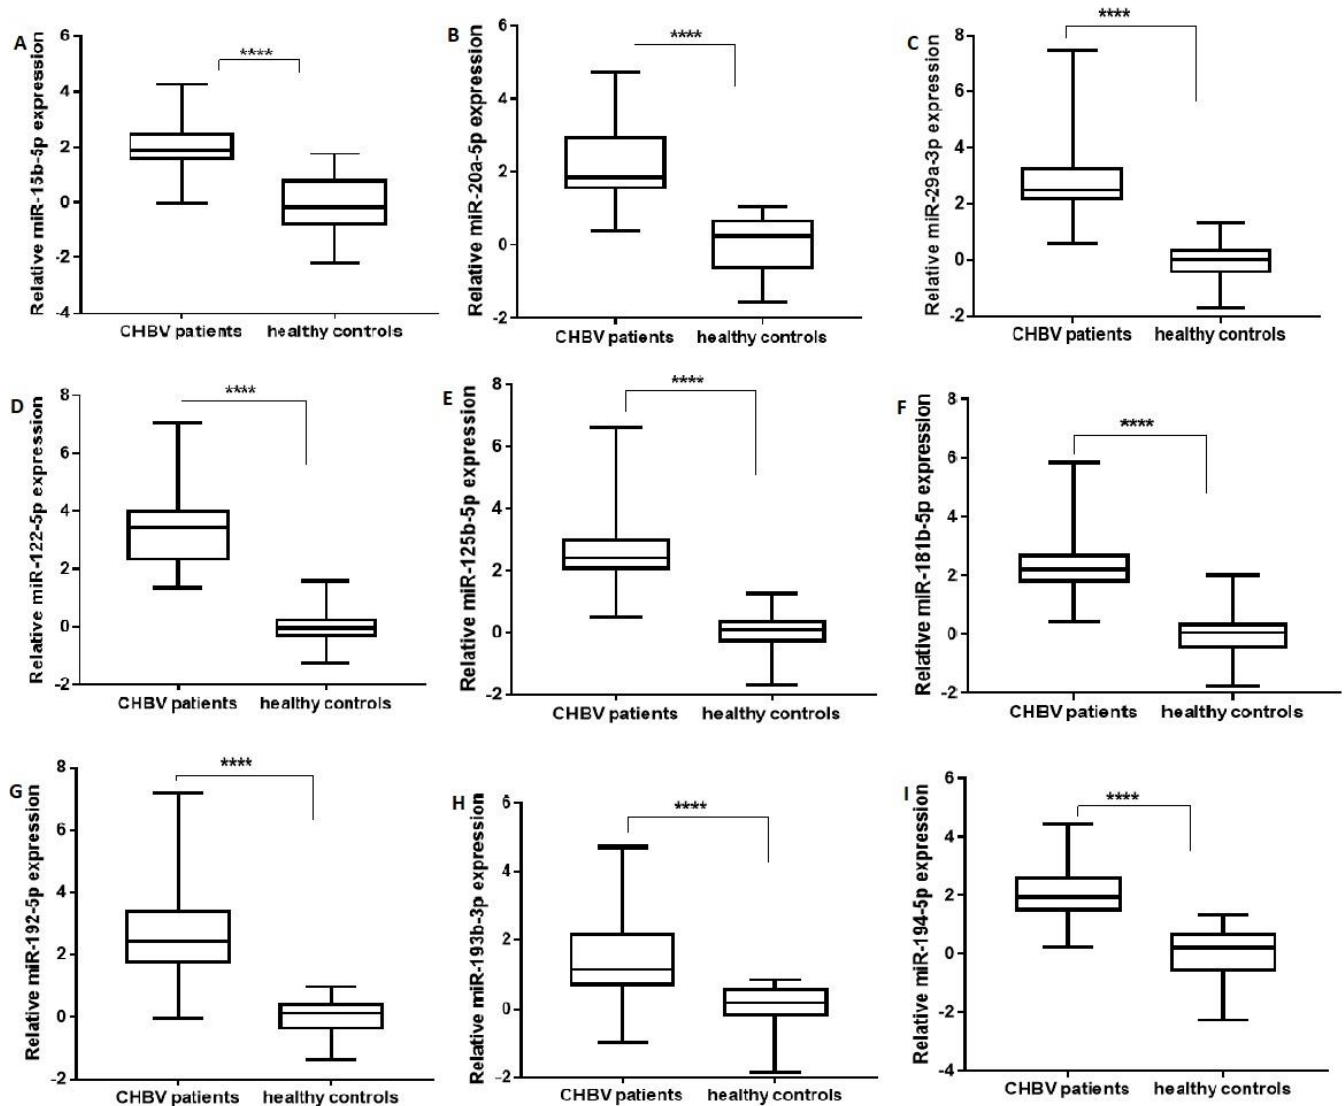 A
Relative miR-15b-5p expression
6
4
2
0
-2
-4
****
CHBV patients healthy controls
B
Relative miR-20a-5p expression
6
4
2
0
-2
****
CHBV patients healthy controls
C
Relative miR-29a-3p expression
8
6
4
2
0
-2
****
CHBV patients healthy controls
D
Relative miR-122-5p expression
8
6
4
2
0
-2
****
CHBV patients healthy controls
E
Relative miR-125b-5p expression
8
6
4
2
0
-2
****
CHBV patients healthy controls
F
Relative miR-181b-5p expression
8
6
4
2
0
-2
****
CHBV patients healthy controls
G
Relative miR-192-5p expression
8
6
4
2
0
-2
****
CHBV patients healthy controls
H
Relative miR-193b-3p expression
6
4
2
0
-2
****
CHBV patients healthy controls
I
Relative miR-194-5p expression
6
4
2
0
-2
-4
****
CHBV patients healthy controls